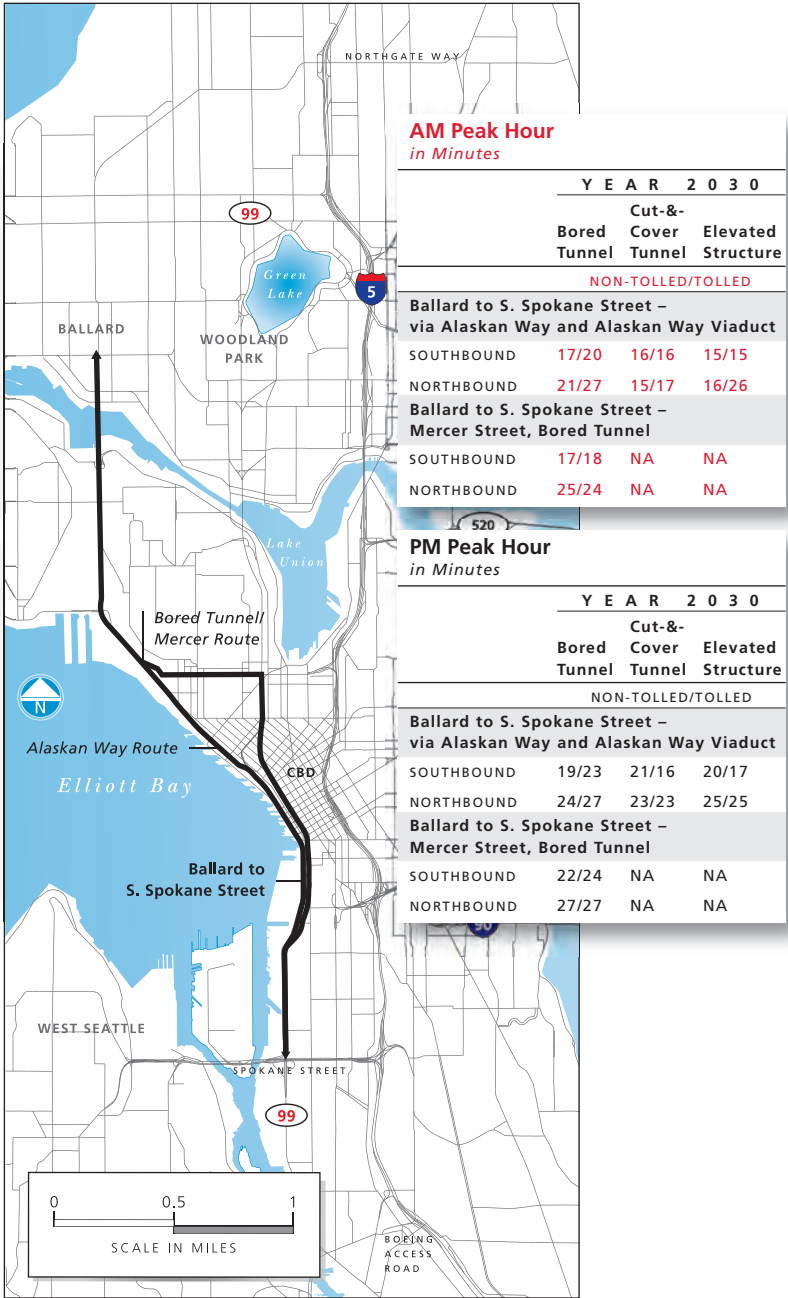 NORTHGATE WAY
99
Green
Lake
5
BALLARD
WOODLAND
PARK
520
Lake
Union
Bored Tunnel/
Mercer Route
N
Alaskan Way Route
CBD
Elliott Bay
Ballard to
S. Spokane Street
90
WEST SEATTLE
SPOKANE STREET
99
0 0.5 1
SCALE IN MILES
BOEING
ACCESS
ROAD
AM Peak Hour
in Minutes
YEAR 2030
Cut-&-
Bored Cover Elevated
Tunnel Tunnel Structure
NON-TOLLED/TOLLED
Ballard to S. Spokane Street –
via Alaskan Way and Alaskan Way Viaduct
SOUTHBOUND 17/20 16/16 15/15
NORTHBOUND 21/27 15/17 16/26
Ballard to S. Spokane Street –
Mercer Street, Bored Tunnel
SOUTHBOUND 17/18 NA NA
NORTHBOUND 25/24 NA NA
PM Peak Hour
in Minutes
YEAR 2030
Cut-&-
Bored Cover Elevated
Tunnel Tunnel Structure
NON-TOLLED/TOLLED
Ballard to S. Spokane Street –
via Alaskan Way and Alaskan Way Viaduct
SOUTHBOUND 19/23 21/16 20/17
NORTHBOUND 24/27 23/23 25/25
Ballard to S. Spokane Street –
Mercer Street, Bored Tunnel
SOUTHBOUND 22/24 NA NA
NORTHBOUND 27/27 NA NA